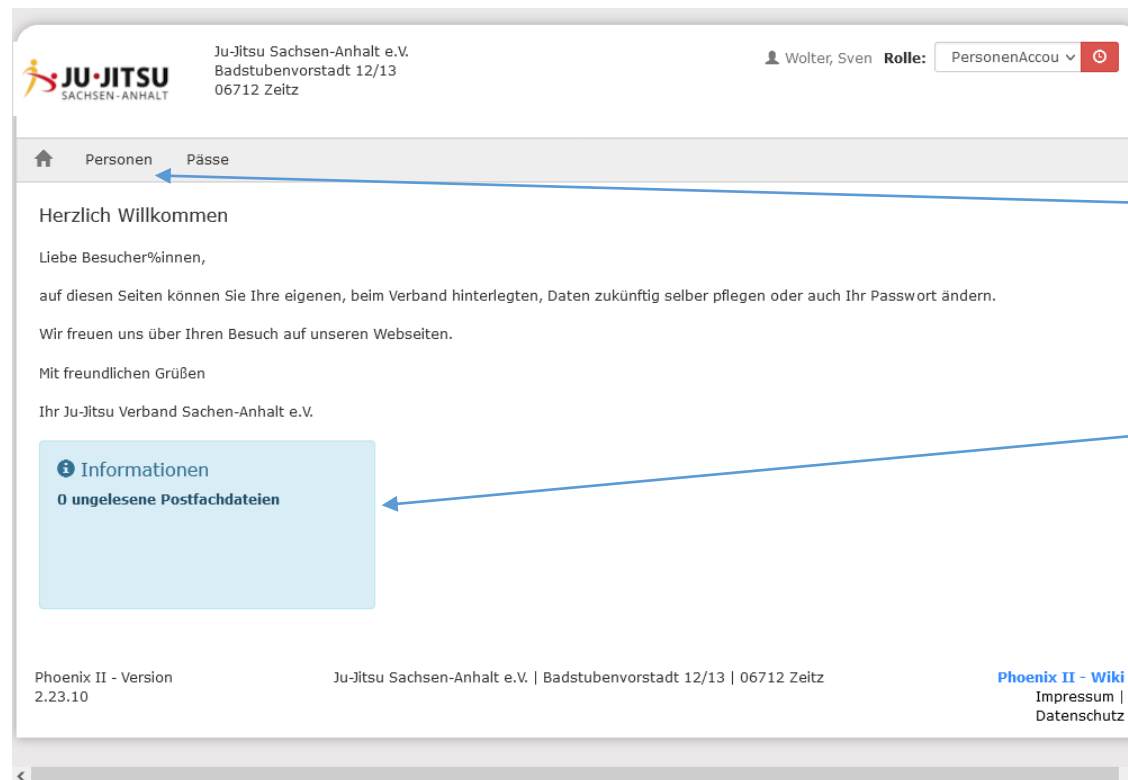 JU·JITSU
SACHSEN-ANHALT
Ju-Jitsu Sachsen-Anhalt e.V.
Badstubenvorstadt 12/13
06712 Zeitz
Wolter, Sven Rolle: PersonenAccou
Personen Pässe
Herzlich Willkommen
Liebe Besucher%innen,
auf diesen Seiten können Sie Ihre eigenen, beim Verband hinterlegten, Daten zukünftig selber pflegen oder auch Ihr Passwort ändern.
Wir freuen uns über Ihren Besuch auf unseren Webseiten.
Mit freundlichen Grüßen
Ihr Ju-Jitsu Verband Sachen-Anhalt e.V.
Informationen
0 ungelesene Postfachdateien
Phoenix II - Version
2.23.10
Ju-Jitsu Sachsen-Anhalt e.V. | Badstubenvorstadt 12/13 | 06712 Zeitz
Phoenix II - Wiki
Impressum |
Datenschutz